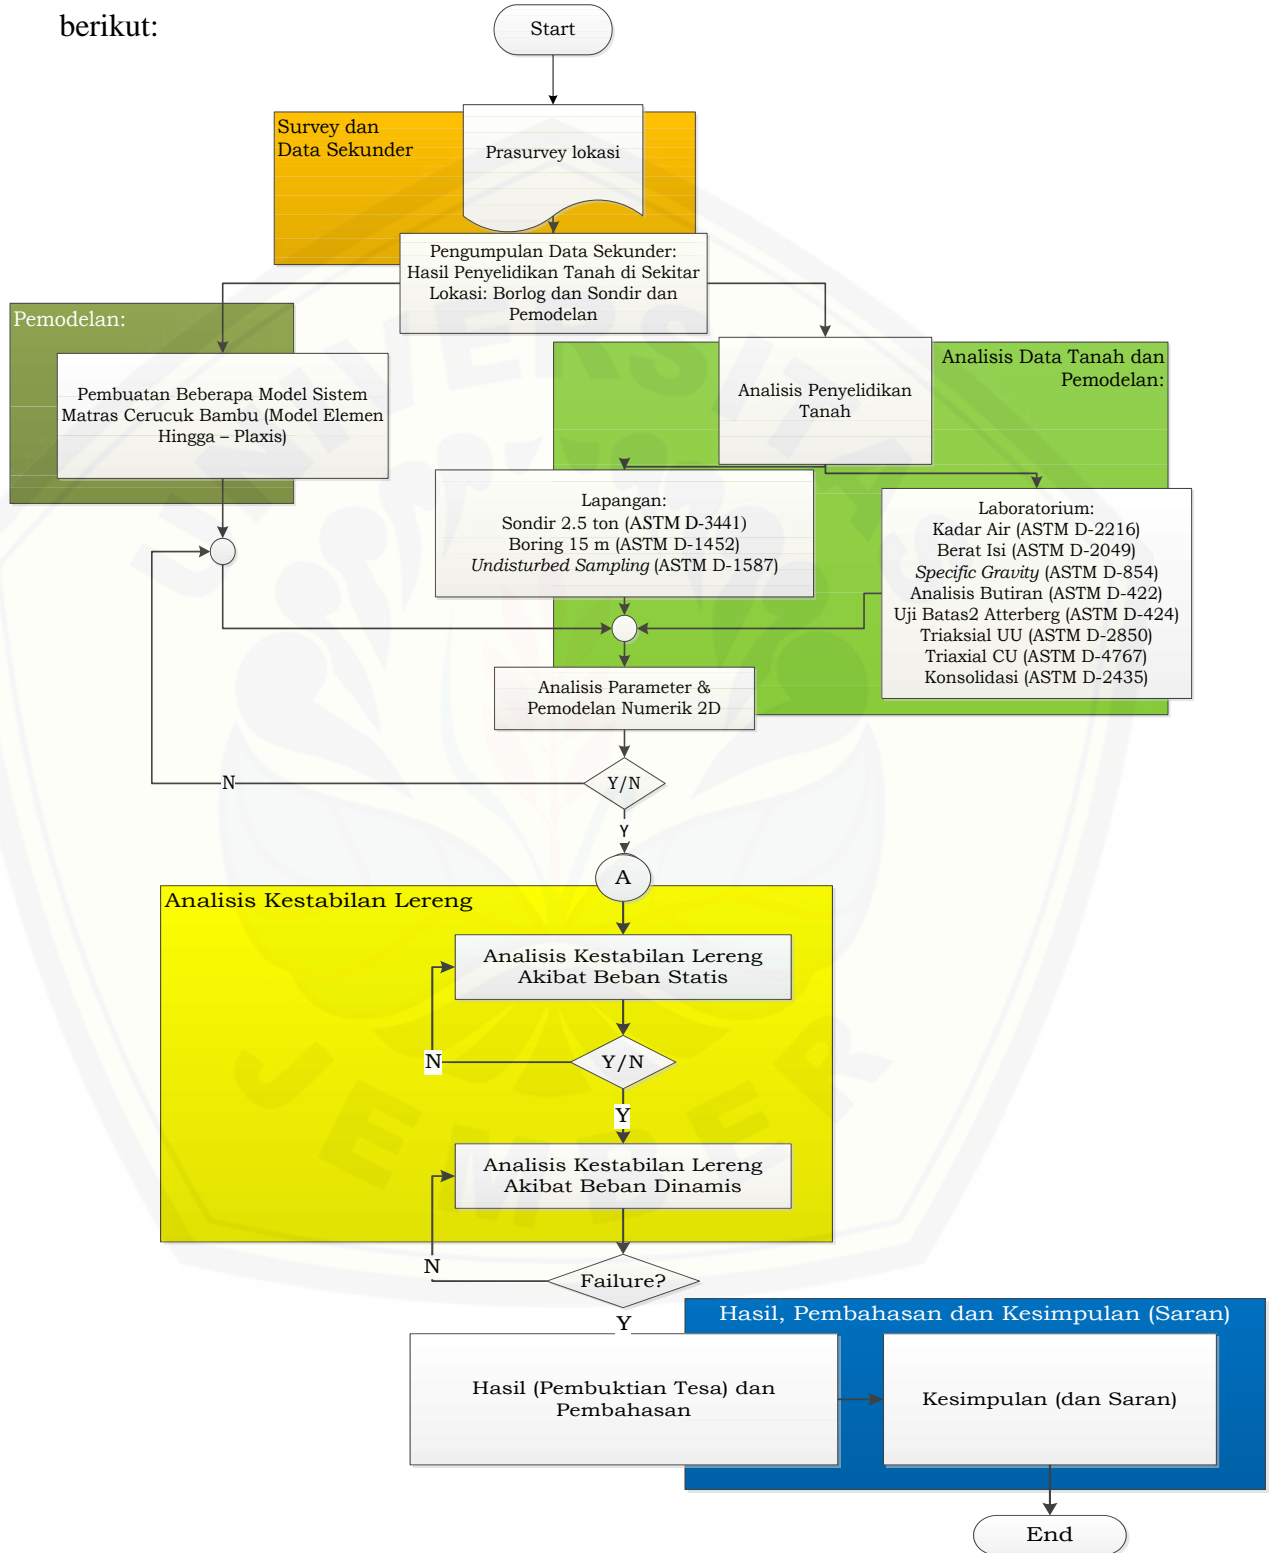 berikut:
Start
Survey dan
Data Sekunder
Prasurvey lokasi
Pengumpulan Data Sekunder:
Hasil Penyelidikan Tanah di Sekitar
Lokasi: Borlog dan Sondir dan
Pemodelan
Pemodelan:
Pembuatan Beberapa Model Sistem
Matras Cerucuk Bambu (Model Elemen
Hingga – Plaxis)
Analisis Data Tanah dan
Pemodelan:
Analisis Penyelidikan
Tanah
Lapangan:
Sondir 2.5 ton (ASTM D-3441)
Boring 15 m (ASTM D-1452)
Undisturbed Sampling (ASTM D-1587)
Laboratorium:
Kadar Air (ASTM D-2216)
Berat Isi (ASTM D-2049)
Specific Gravity (ASTM D-854)
Analisis Butiran (ASTM D-422)
Uji Batas2 Atterberg (ASTM D-424)
Triaksial UU (ASTM D-2850)
Triaxial CU (ASTM D-4767)
Konsolidasi (ASTM D-2435)
Analisis Parameter &
Pemodelan Numerik 2D
Y/N
N
Y
A
Analisis Kestabilan Lereng
Analisis Kestabilan Lereng
Akibat Beban Statis
Y/N
N
Y
Analisis Kestabilan Lereng
Akibat Beban Dinamis
N
Failure?
Y
Hasil, Pembahasan dan Kesimpulan (Saran)
Hasil (Pembuktian Tesa) dan
Pembahasan
Kesimpulan (dan Saran)
End
UNIVERSITAS
JEMBER